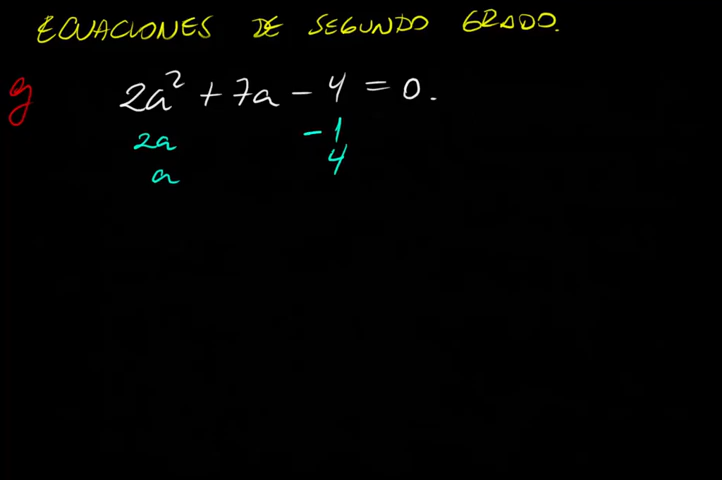 ECUACIONES DE SEGUNDO GRADO.
g 2a² + 7a - 4 = 0.
2a -1
a 4